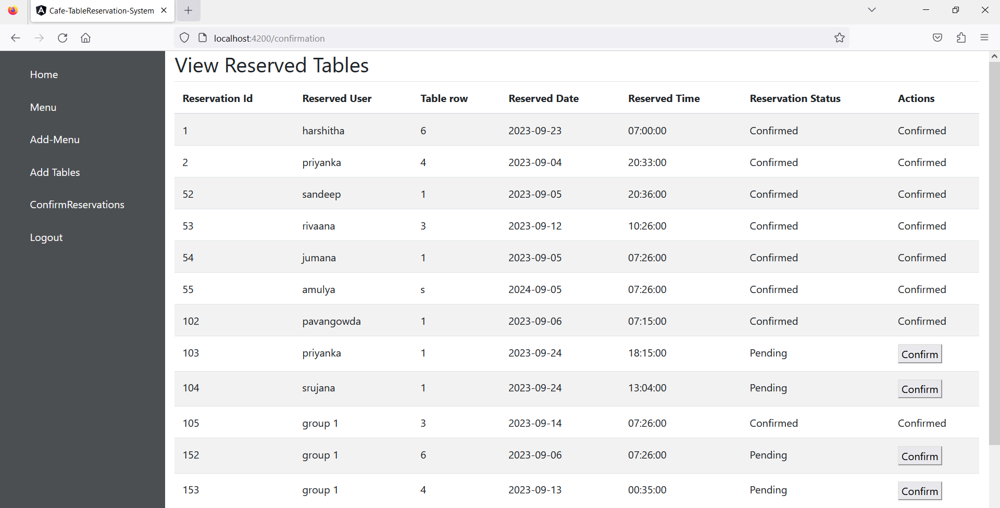 Cafe-TableReservation-System
localhost:4200/confirmation
Home
Menu
Add-Menu
Add Tables
ConfirmReservations
Logout
View Reserved Tables
Reservation Id Reserved User Table row Reserved Date Reserved Time Reservation Status Actions
1 harshitha 6 2023-09-23 07:00:00 Confirmed Confirmed
2 priyanka 4 2023-09-04 20:33:00 Confirmed Confirmed
52 sandeep 1 2023-09-05 20:36:00 Confirmed Confirmed
53 rivaana 3 2023-09-12 10:26:00 Confirmed Confirmed
54 jumana 1 2023-09-05 07:26:00 Confirmed Confirmed
55 amulya s 2024-09-05 07:26:00 Confirmed Confirmed
102 pavangowda 1 2023-09-06 07:15:00 Confirmed Confirmed
103 priyanka 1 2023-09-24 18:15:00 Pending Confirm
104 srujana 1 2023-09-24 13:04:00 Pending Confirm
105 group 1 3 2023-09-14 07:26:00 Confirmed Confirmed
152 group 1 6 2023-09-06 07:26:00 Pending Confirm
153 group 1 4 2023-09-13 00:35:00 Pending Confirm